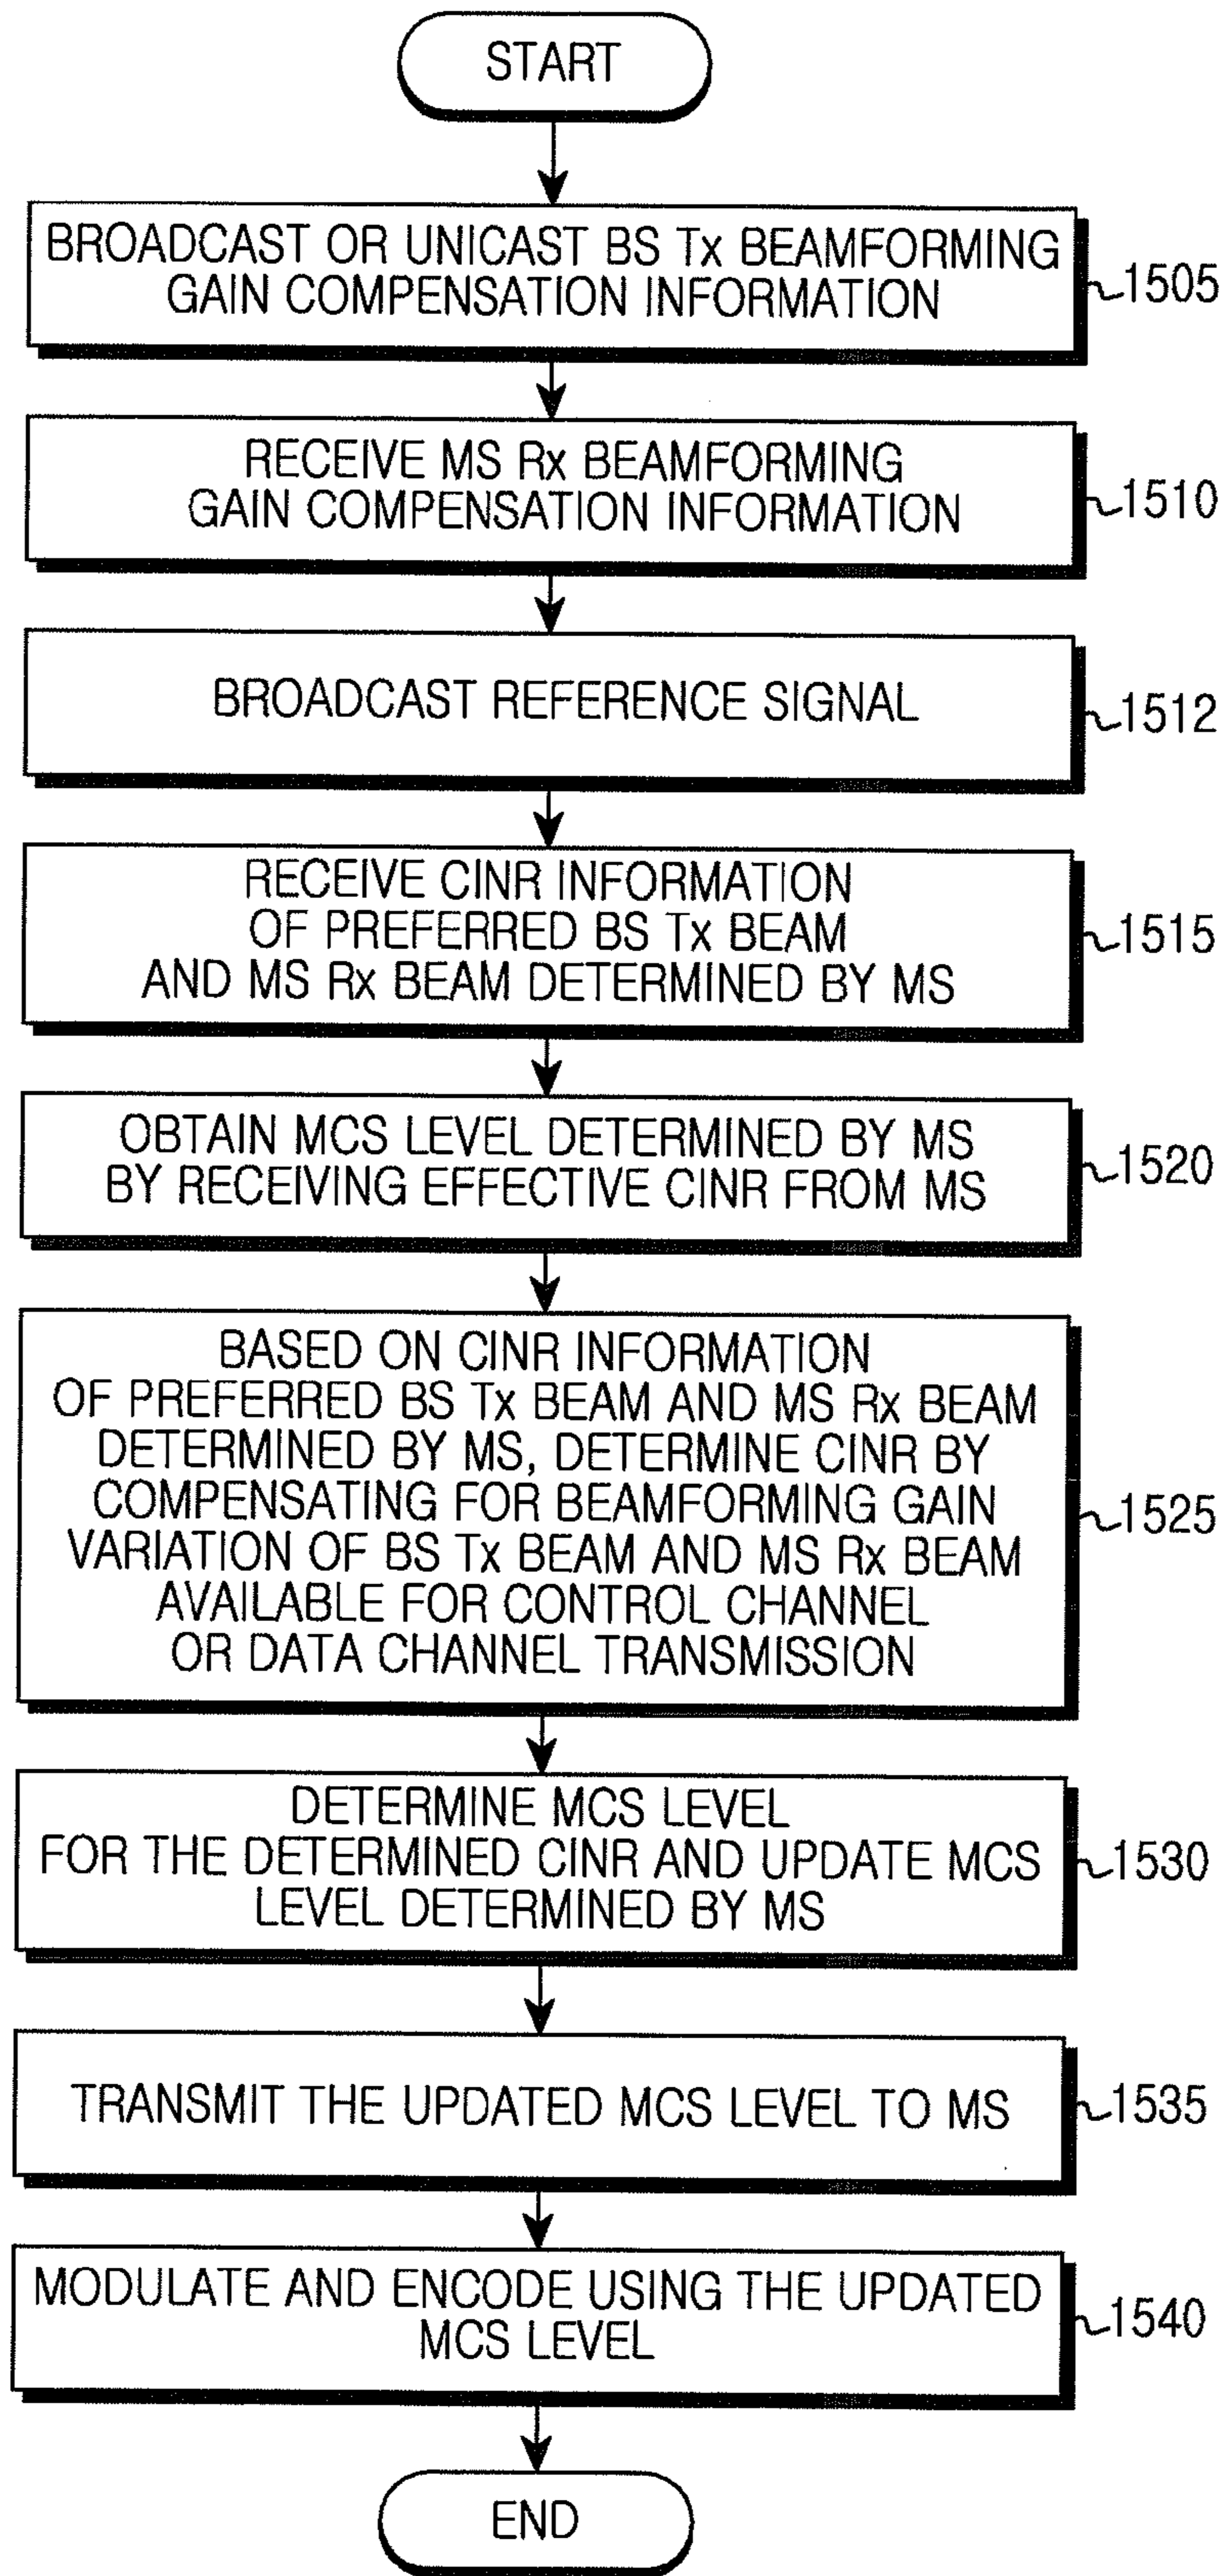 START
BROADCAST OR UNICAST BS Tx BEAMFORMING
GAIN COMPENSATION INFORMATION
1505
RECEIVE MS Rx BEAMFORMING
GAIN COMPENSATION INFORMATION
1510
BROADCAST REFERENCE SIGNAL
1512
RECEIVE CINR INFORMATION
OF PREFERRED BS Tx BEAM
AND MS Rx BEAM DETERMINED BY MS
1515
OBTAIN MCS LEVEL DETERMINED BY MS
BY RECEIVING EFFECTIVE CINR FROM MS
1520
BASED ON CINR INFORMATION
OF PREFERRED BS Tx BEAM AND MS Rx BEAM
DETERMINED BY MS, DETERMINE CINR BY
COMPENSATING FOR BEAMFORMING GAIN
VARIATION OF BS Tx BEAM AND MS Rx BEAM
AVAILABLE FOR CONTROL CHANNEL
OR DATA CHANNEL TRANSMISSION
1525
DETERMINE MCS LEVEL
FOR THE DETERMINED CINR AND UPDATE MCS
LEVEL DETERMINED BY MS
1530
TRANSMIT THE UPDATED MCS LEVEL TO MS
1535
MODULATE AND ENCODE USING THE UPDATED
MCS LEVEL
1540
END